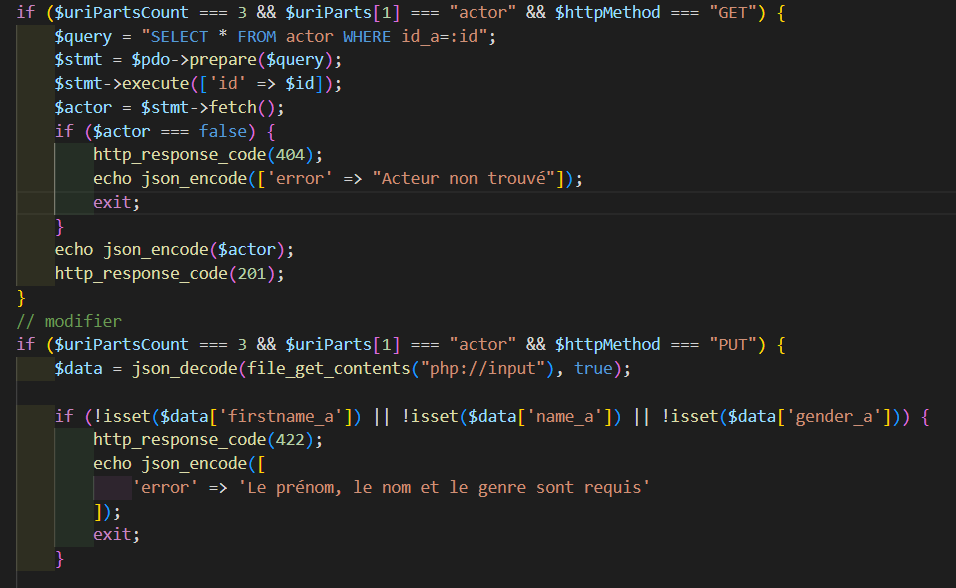 if ($uriPartsCount === 3 && $uriParts[1] === "actor" && $httpMethod === "GET") {
    $query = "SELECT * FROM actor WHERE id_a=:id";
    $stmt = $pdo->prepare($query);
    $stmt->execute(['id' => $id]);
    $actor = $stmt->fetch();
    if ($actor === false) {
        http_response_code(404);
        echo json_encode(['error' => "Acteur non trouvé"]);
        exit;
    }
    echo json_encode($actor);
    http_response_code(201);
}
// modifier
if ($uriPartsCount === 3 && $uriParts[1] === "actor" && $httpMethod === "PUT") {
    $data = json_decode(file_get_contents("php://input"), true);

    if (!isset($data['firstname_a']) || !isset($data['name_a']) || !isset($data['gender_a'])) {
        http_response_code(422);
        echo json_encode([
            'error' => 'Le prénom, le nom et le genre sont requis'
        ]);
        exit;
    }